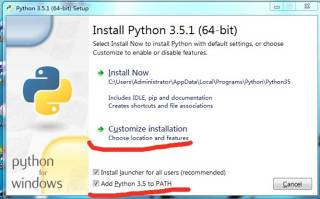 Python 3.5.1 (64-bit) Setup
Install Python 3.5.1 (64-bit)
Select Install Now to install Python with default settings, or choose
Customize to enable or disable features.
Install Now
C:\Users\Administrator\AppData\Local\Programs\Python\Python35
Includes IDLE, pip and documentation
Creates shortcuts and file associations
Customize installation
Choose location and features
Install launcher for all users (recommended)
Add Python 3.5 to PATH
Cancel
python
for
windows